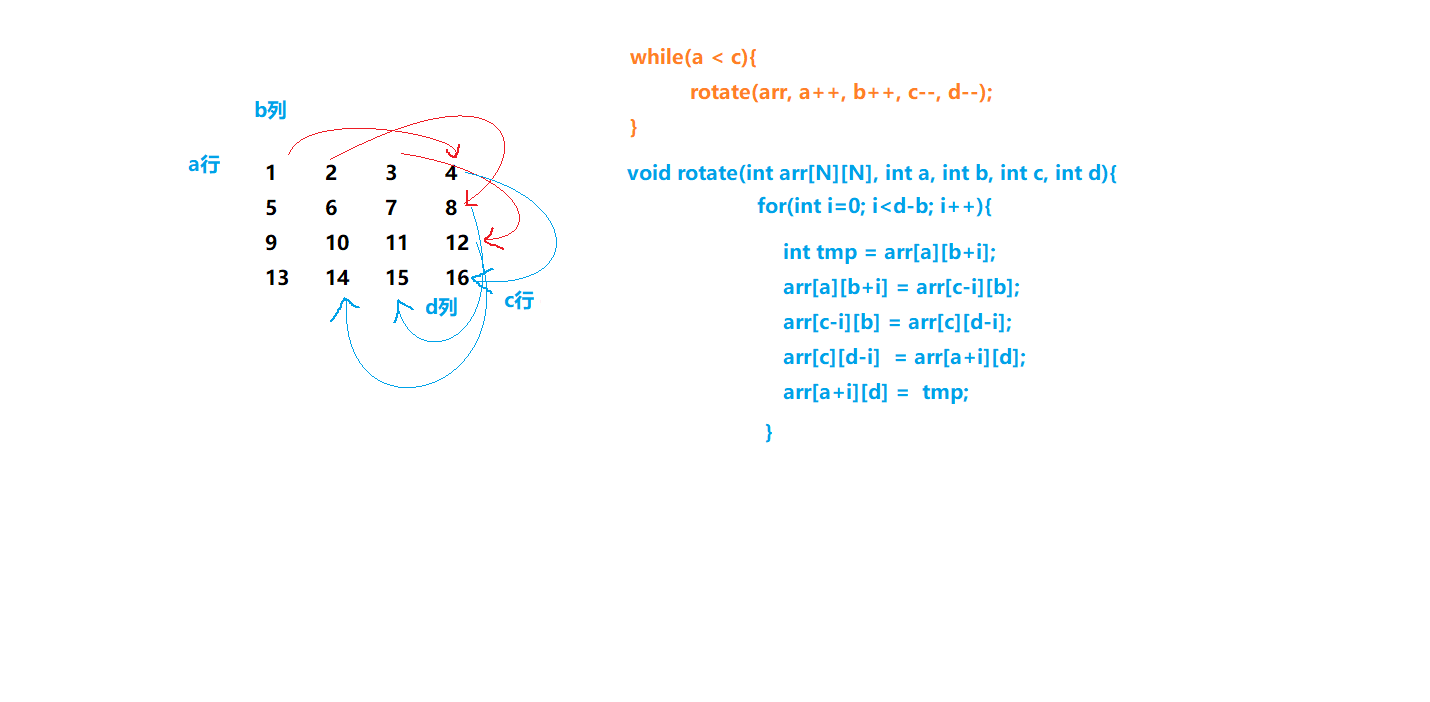 b列
a行
1 2 3 4
5 6 7 8
9 10 11 12
13 14 15 16
d列
c行
while(a < c){
rotate(arr, a++, b++, c--, d--);
}
void rotate(int arr[N][N], int a, int b, int c, int d){
for(int i=0; i<d-b; i++){
int tmp = arr[a][b+i];
arr[a][b+i] = arr[c-i][b];
arr[c-i][b] = arr[c][d-i];
arr[c][d-i]  = arr[a+i][d];
arr[a+i][d] =  tmp;
}